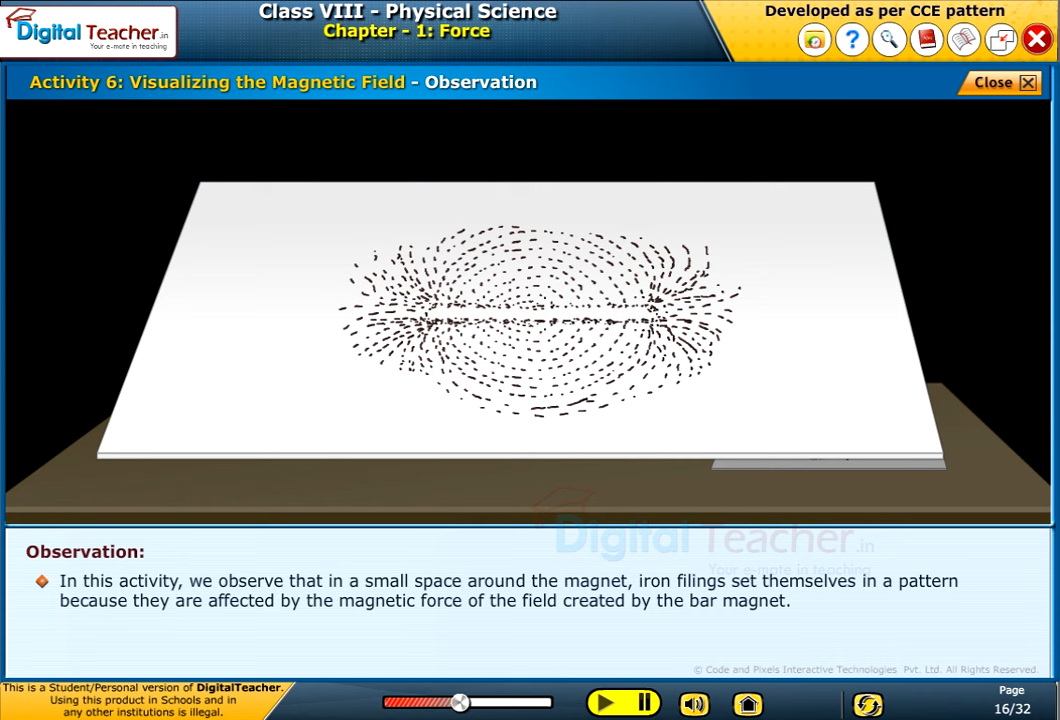 Digital Teacher.in
Your e-mate in teaching
Class VIII - Physical Science
Chapter - 1: Force
Developed as per CCE pattern
?
Activity 6: Visualizing the Magnetic Field - Observation
Close
Digital Teacher.in
Your e-mate in teaching
Observation:
In this activity, we observe that in a small space around the magnet, iron filings set themselves in a pattern
because they are affected by the magnetic force of the field created by the bar magnet.
© Code and Pixels Interactive Technologies Pvt. Ltd. All Rights Reserved.
This is a Student/Personal version of DigitalTeacher.
Using this product in Schools and in
any other institutions is illegal.
Page
16/32